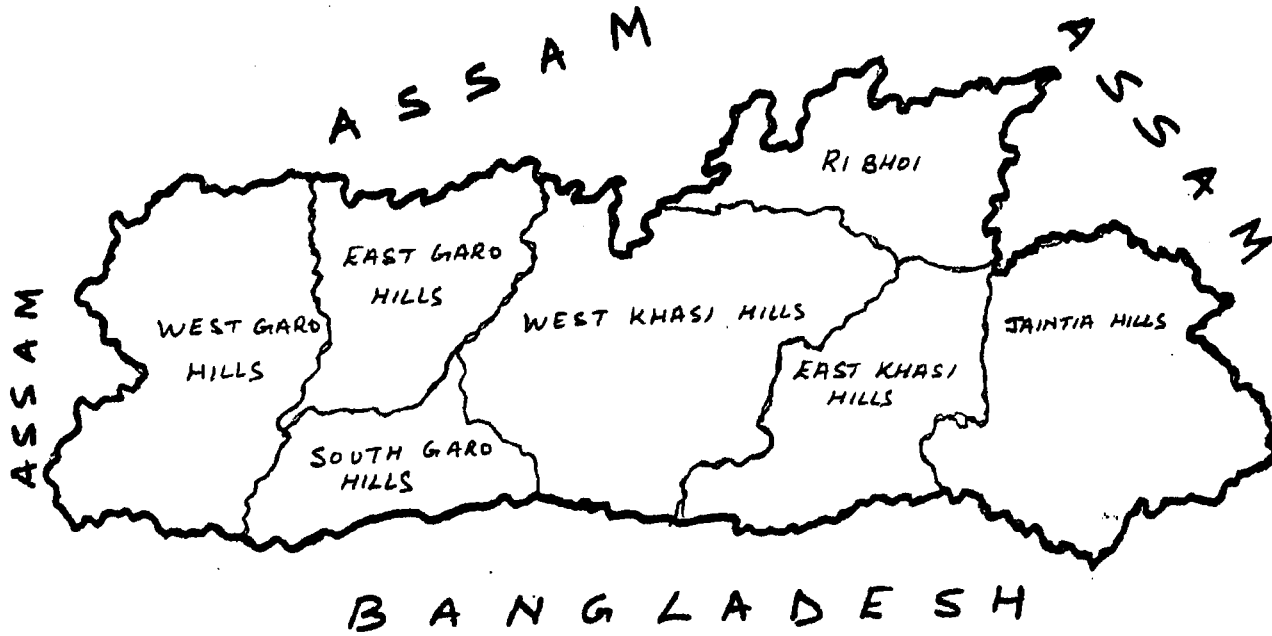 ASSAM
ASSAM
RI BHOI
EAST GARO
HILLS
WEST GARO
HILLS
WEST KHASI HILLS
JAINTIA HILLS
EAST KHASI
HILLS
SOUTH GARO
HILLS
ASSAM
BANGLADESH